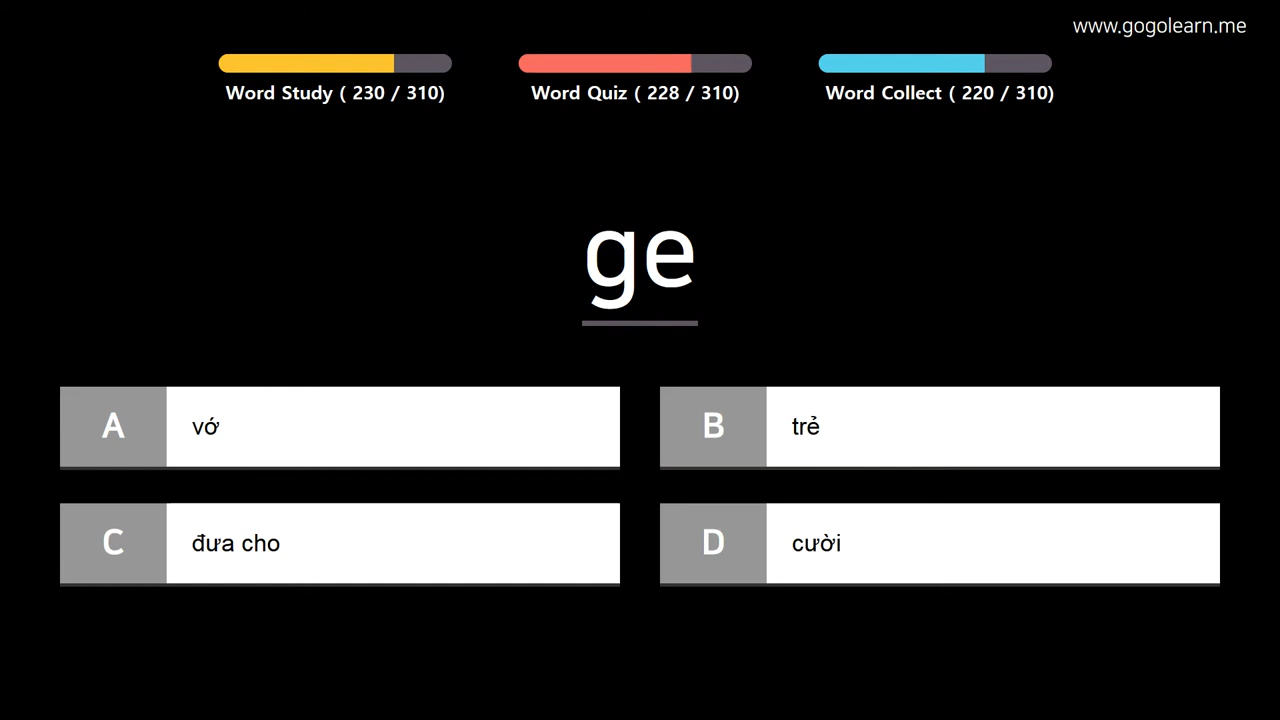 www.gogolearn.me
Word Study ( 230 / 310)
Word Quiz ( 228 / 310)
Word Collect ( 220 / 310)
ge
A vớ
B trẻ
C đưa cho
D cười